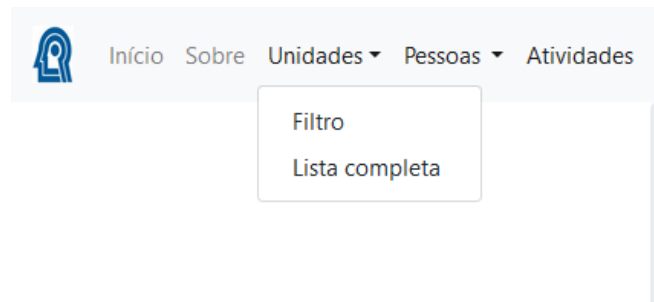 Início Sobre Unidades Pessoas Atividades
Filtro
Lista completa